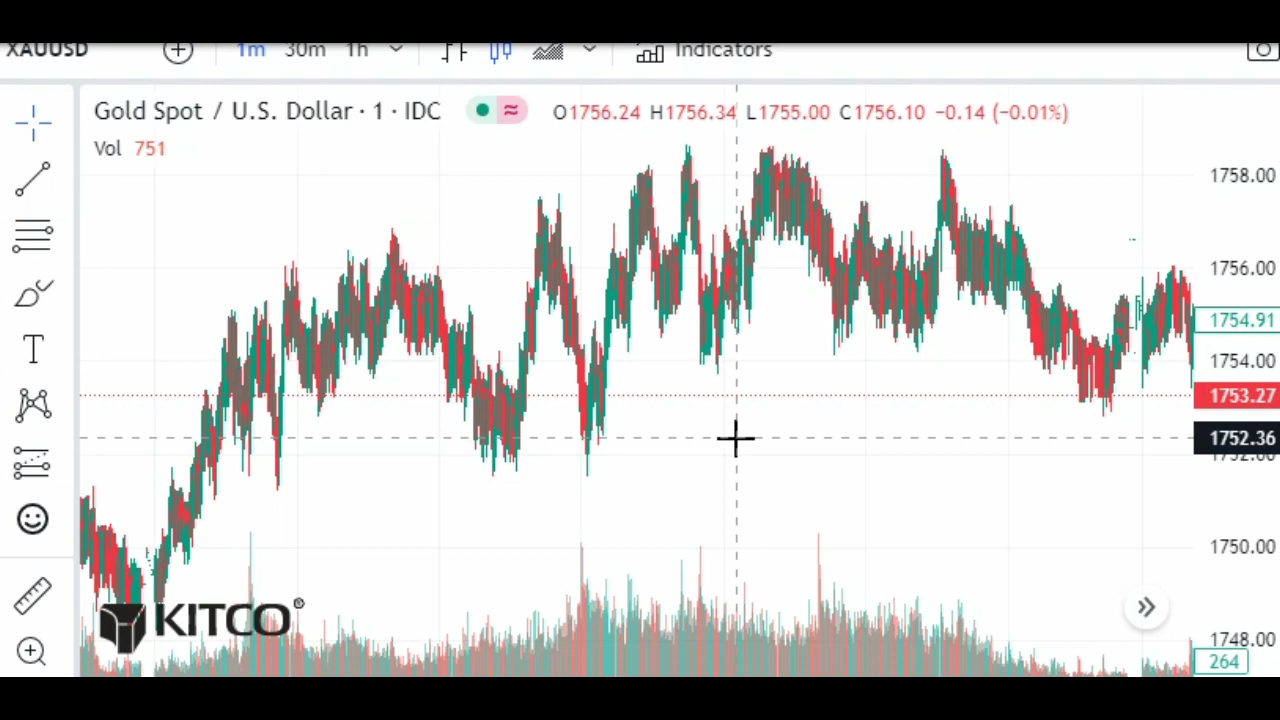 XAUUSD 1m 30m 1h Indicators
Gold Spot / U.S. Dollar · 1 · IDC O1756.24 H1756.34 L1755.00 C1756.10 −0.14 (−0.01%)
Vol 751
1758.00
1756.00
1754.91
1754.00
1753.27
1752.36
1752.00
1750.00
KITCO®
1748.00
264